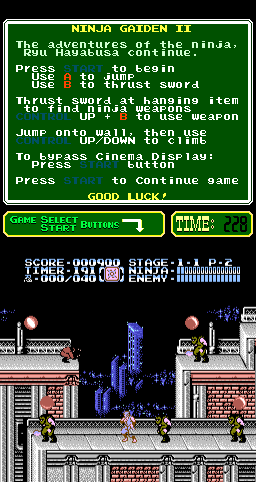 NINJA GAIDEN II
The adventures of the ninja,
Ryu Hayabusa continue.
Press START to begin
Use A to jump
Use B to thrust sword
Thrust sword at hanging item
to find ninja weapons
CONTROL UP + B to use weapon
Jump onto wall, then use
CONTROL UP/DOWN to climb
To bypass Cinema Display:
Press START button
Press START to Continue game
GOOD LUCK!
GAME SELECT
START BUTTONS
TIME: 228
SCORE-000900 STAGE-1-1 P-2
TIMER-191 NINJA-
-000/040 ENEMY-